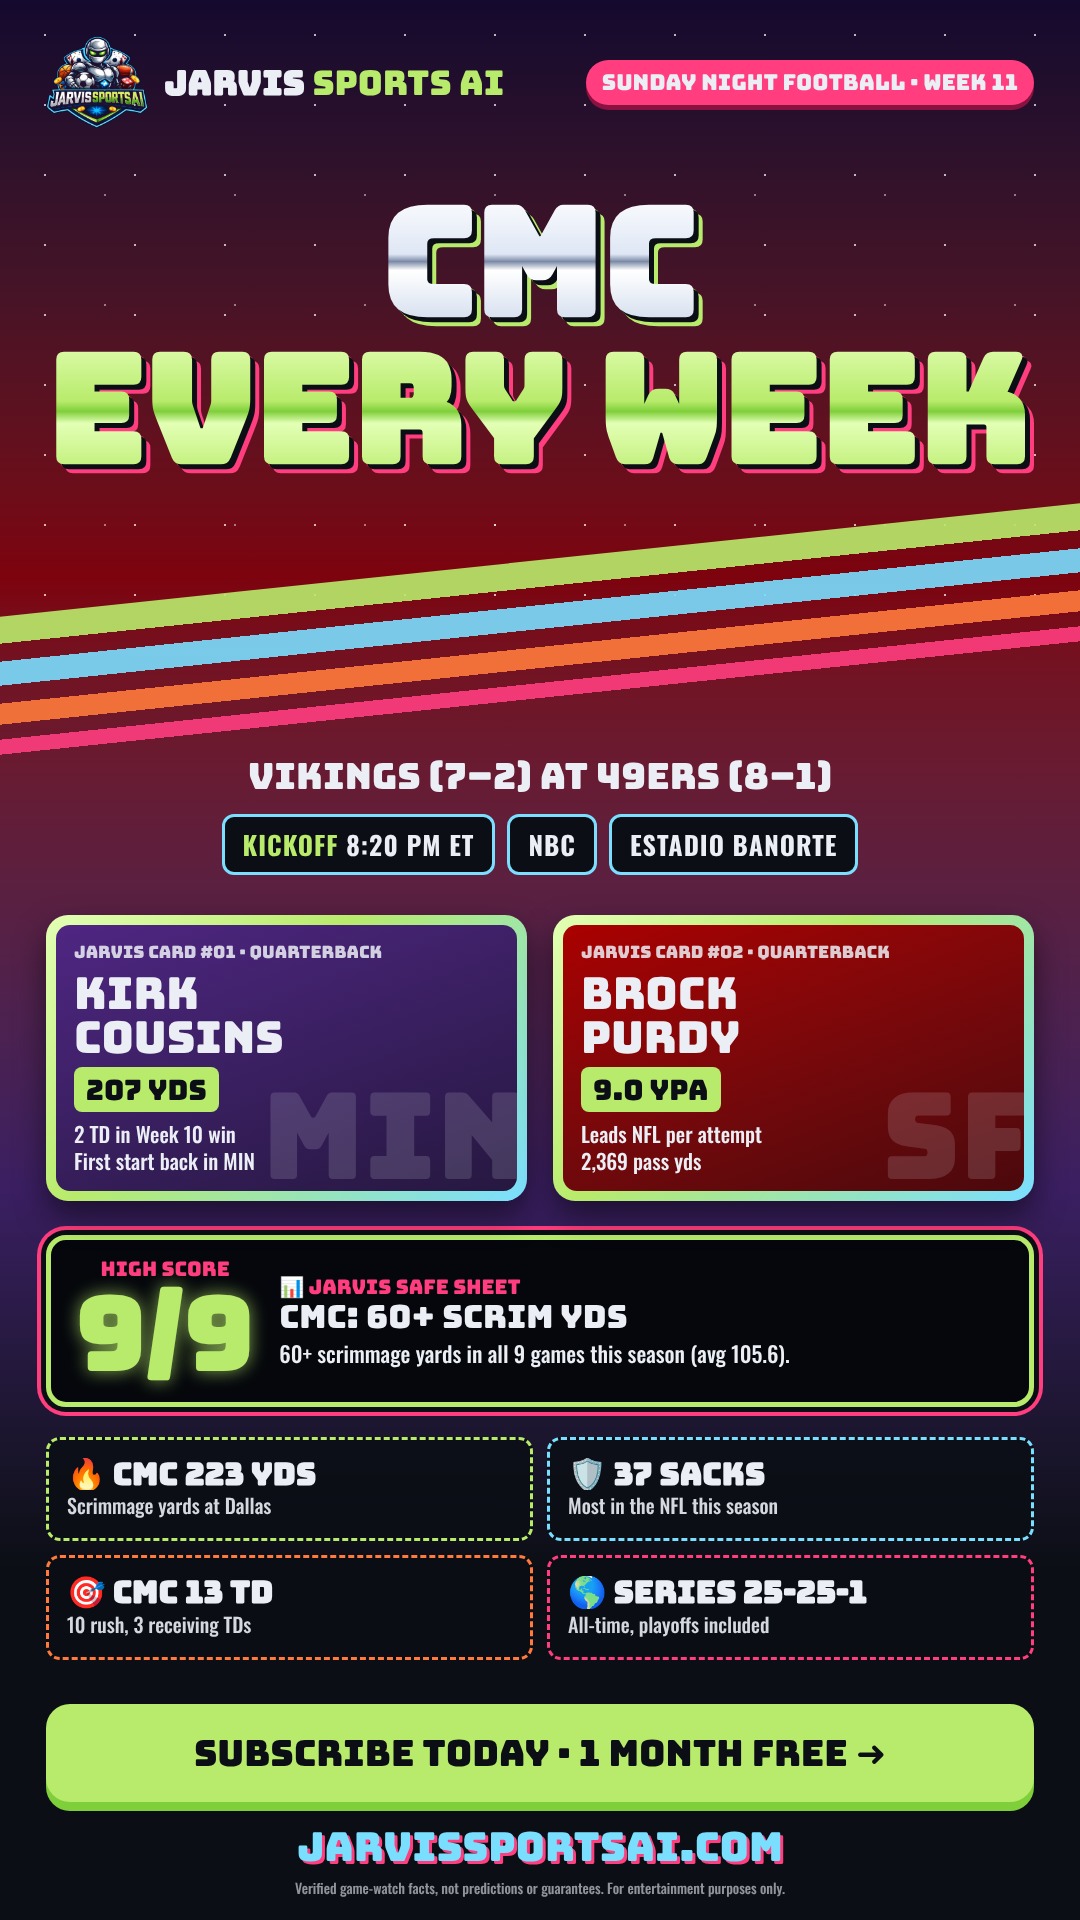 JARVISSPORTSAI
JARVIS SPORTS AI
SUNDAY NIGHT FOOTBALL • WEEK 11
CMC
EVERY WEEK
VIKINGS (7–2) AT 49ERS (8–1)
KICKOFF 8:20 PM ET
NBC
ESTADIO BANORTE
JARVIS CARD #01 • QUARTERBACK
KIRK
COUSINS
207 YDS
2 TD in Week 10 win
First start back in MIN
MIN
JARVIS CARD #02 • QUARTERBACK
BROCK
PURDY
9.0 YPA
Leads NFL per attempt
2,369 pass yds
SF
HIGH SCORE
9/9
📊 JARVIS SAFE SHEET
CMC: 60+ SCRIM YDS
60+ scrimmage yards in all 9 games this season (avg 105.6).
🔥 CMC 223 YDS
Scrimmage yards at Dallas
🛡️ 37 SACKS
Most in the NFL this season
🎯 CMC 13 TD
10 rush, 3 receiving TDs
🌎 SERIES 25-25-1
All-time, playoffs included
SUBSCRIBE TODAY • 1 MONTH FREE →
JARVISSPORTSAI.COM
Verified game-watch facts, not predictions or guarantees. For entertainment purposes only.